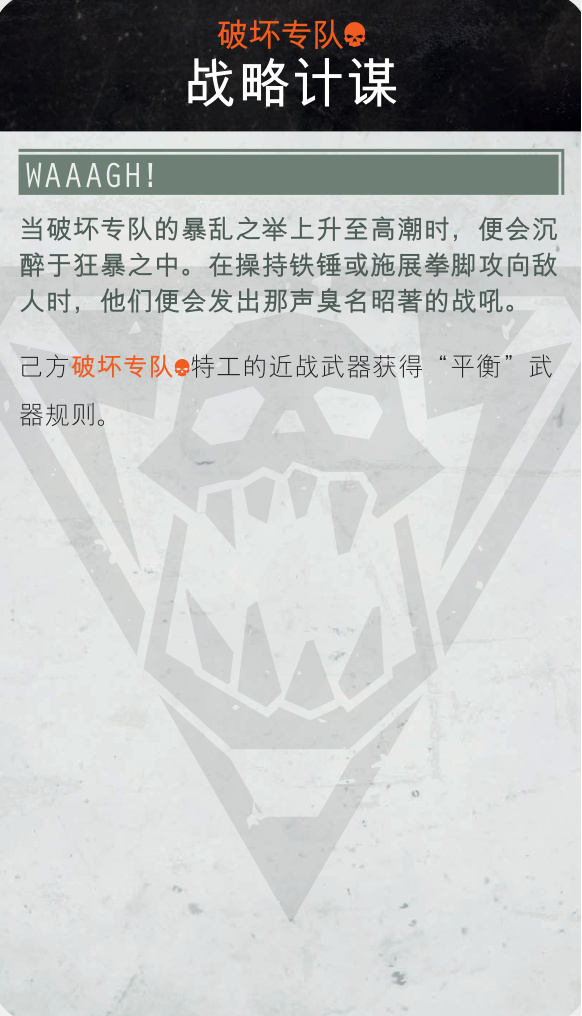 破坏专队
战略计谋
WAAAGH!
当破坏专队的暴乱之举上升至高潮时，便会沉
醉于狂暴之中。在操持铁锤或施展拳脚攻向敌
人时，他们便会发出那声臭名昭著的战吼。
己方破坏专队特工的近战武器获得“平衡”武
器规则。